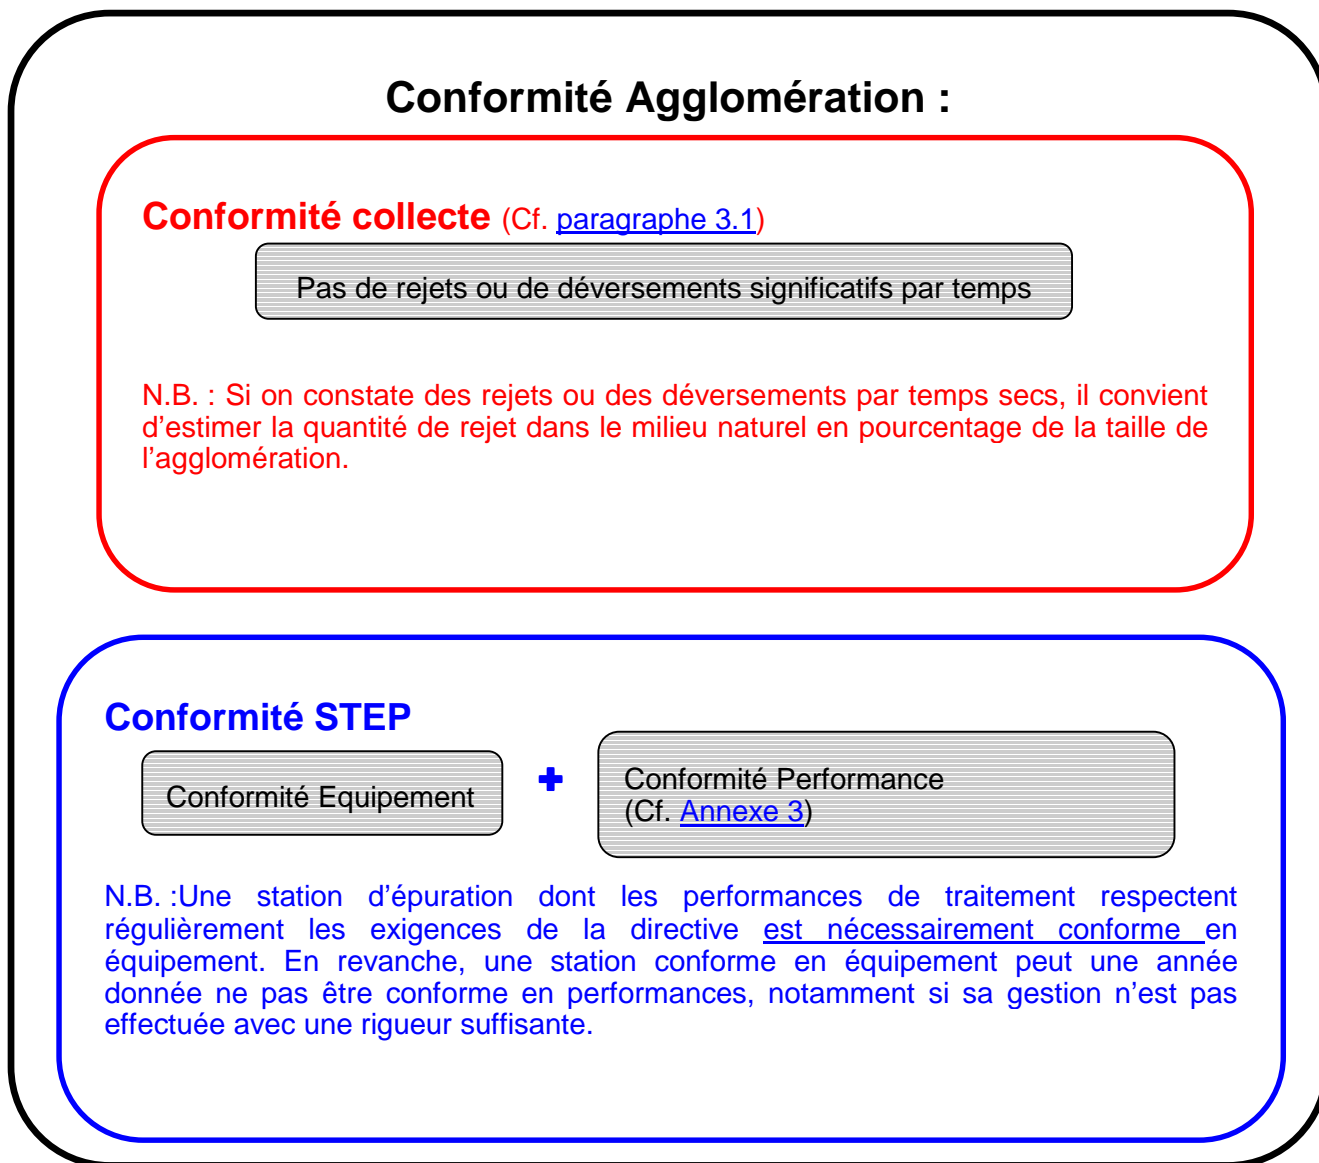 Conformité Agglomération :
Conformité collecte (Cf. paragraphe 3.1)
Pas de rejets ou de déversements significatifs par temps
N.B. : Si on constate des rejets ou des déversements par temps secs, il convient
d’estimer la quantité de rejet dans le milieu naturel en pourcentage de la taille de
l’agglomération.
Conformité STEP
Conformité Equipement
+
Conformité Performance
(Cf. Annexe 3)
N.B. :Une station d’épuration dont les performances de traitement respectent
régulièrement les exigences de la directive est nécessairement conforme en
équipement. En revanche, une station conforme en équipement peut une année
donnée ne pas être conforme en performances, notamment si sa gestion n’est pas
effectuée avec une rigueur suffisante.